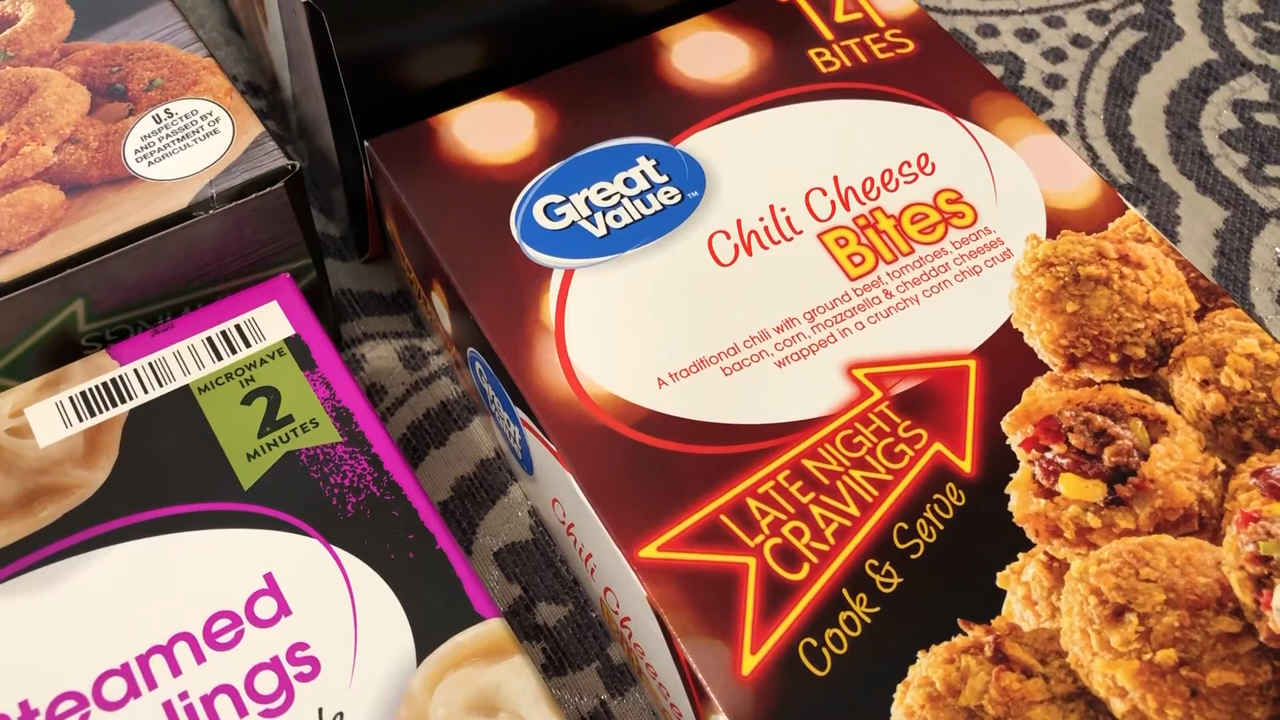 U.S.
INSPECTED
AND PASSED BY
DEPARTMENT OF
AGRICULTURE
MICROWAVE
IN
2
MINUTES
14
BITES
Great
Value™
Chili Cheese
Bites
A traditional chili with ground beef, tomatoes, beans,
bacon, corn, mozzarella & cheddar cheeses
wrapped in a crunchy corn chip crust
LATE NIGHT
CRAVINGS
Cook & Serve
Great
Value
Chili Cheese